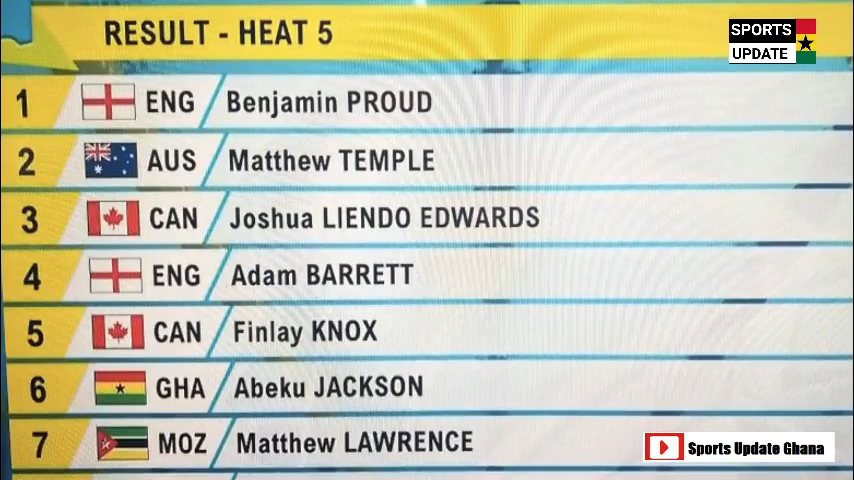 RESULT - HEAT 5
SPORTS
UPDATE
1 ENG Benjamin PROUD
2 AUS Matthew TEMPLE
3 CAN Joshua LIENDO EDWARDS
4 ENG Adam BARRETT
5 CAN Finlay KNOX
6 GHA Abeku JACKSON
7 MOZ Matthew LAWRENCE
Sports Update Ghana